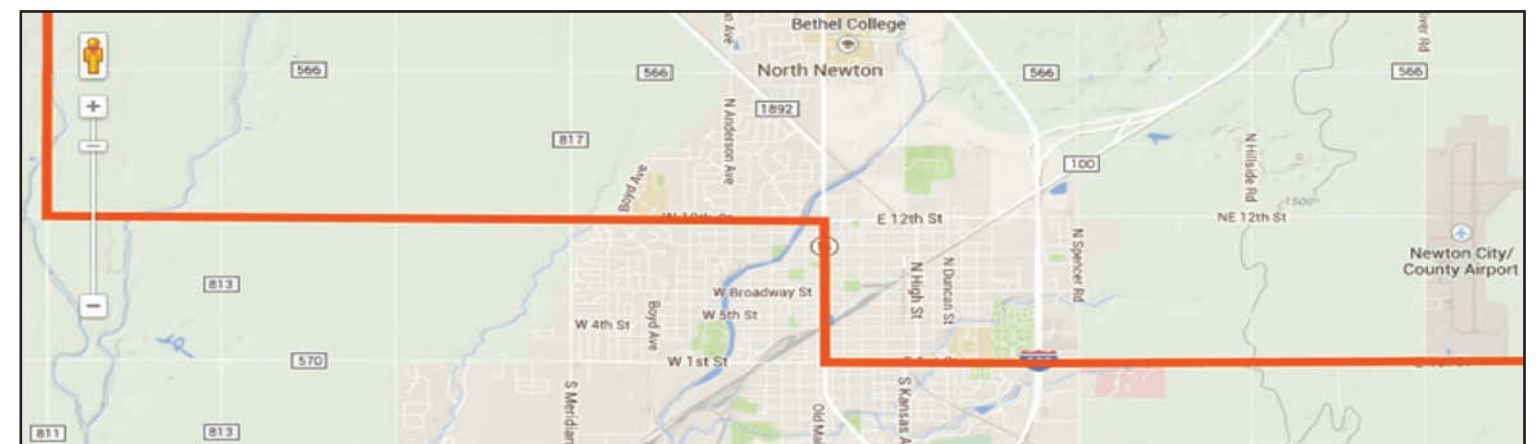 Bethel College
566
566
North Newton
566
566
1892
N Anderson Ave
817
100
N Hillside Rd
Boyd Ave
1500
E 12th St
NE 12th St
N Spencer Rd
Newton City/
County Airport
N High St
N Duncan St
813
W Broadway St
Boyd Ave
W 5th St
W 4th St
570
W 1st St
S Meridian
S Kansas A
Old Mai
811
813
+
−